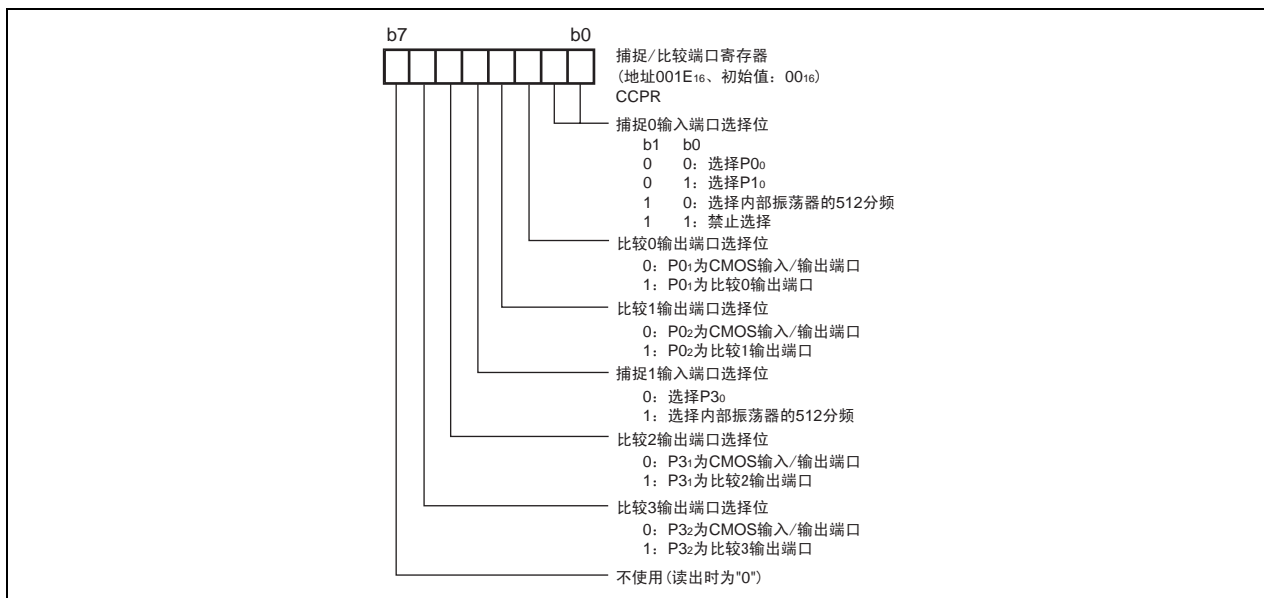 b7 b0
捕捉/比较端口寄存器
(地址001E16、初始值：0016)
CCPR
捕捉0输入端口选择位
b1 b0
0 0：选择P00
0 1：选择P10
1 0：选择内部振荡器的512分频
1 1：禁止选择
比较0输出端口选择位
0：P01为CMOS输入/输出端口
1：P01为比较0输出端口
比较1输出端口选择位
0：P02为CMOS输入/输出端口
1：P02为比较1输出端口
捕捉1输入端口选择位
0：选择P30
1：选择内部振荡器的512分频
比较2输出端口选择位
0：P31为CMOS输入/输出端口
1：P31为比较2输出端口
比较3输出端口选择位
0：P32为CMOS输入/输出端口
1：P32为比较3输出端口
不使用(读出时为"0")